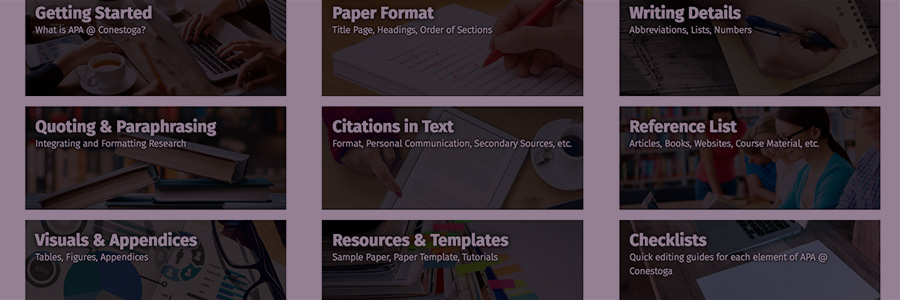 Getting Started
What is APA @ Conestoga?
Paper Format
Title Page, Headings, Order of Sections
Writing Details
Abbreviations, Lists, Numbers
Quoting & Paraphrasing
Integrating and Formatting Research
Citations in Text
Format, Personal Communication, Secondary Sources, etc.
Reference List
Articles, Books, Websites, Course Material, etc.
Visuals & Appendices
Tables, Figures, Appendices
Resources & Templates
Sample Paper, Paper Template, Tutorials
Checklists
Quick editing guides for each element of APA @
Conestoga